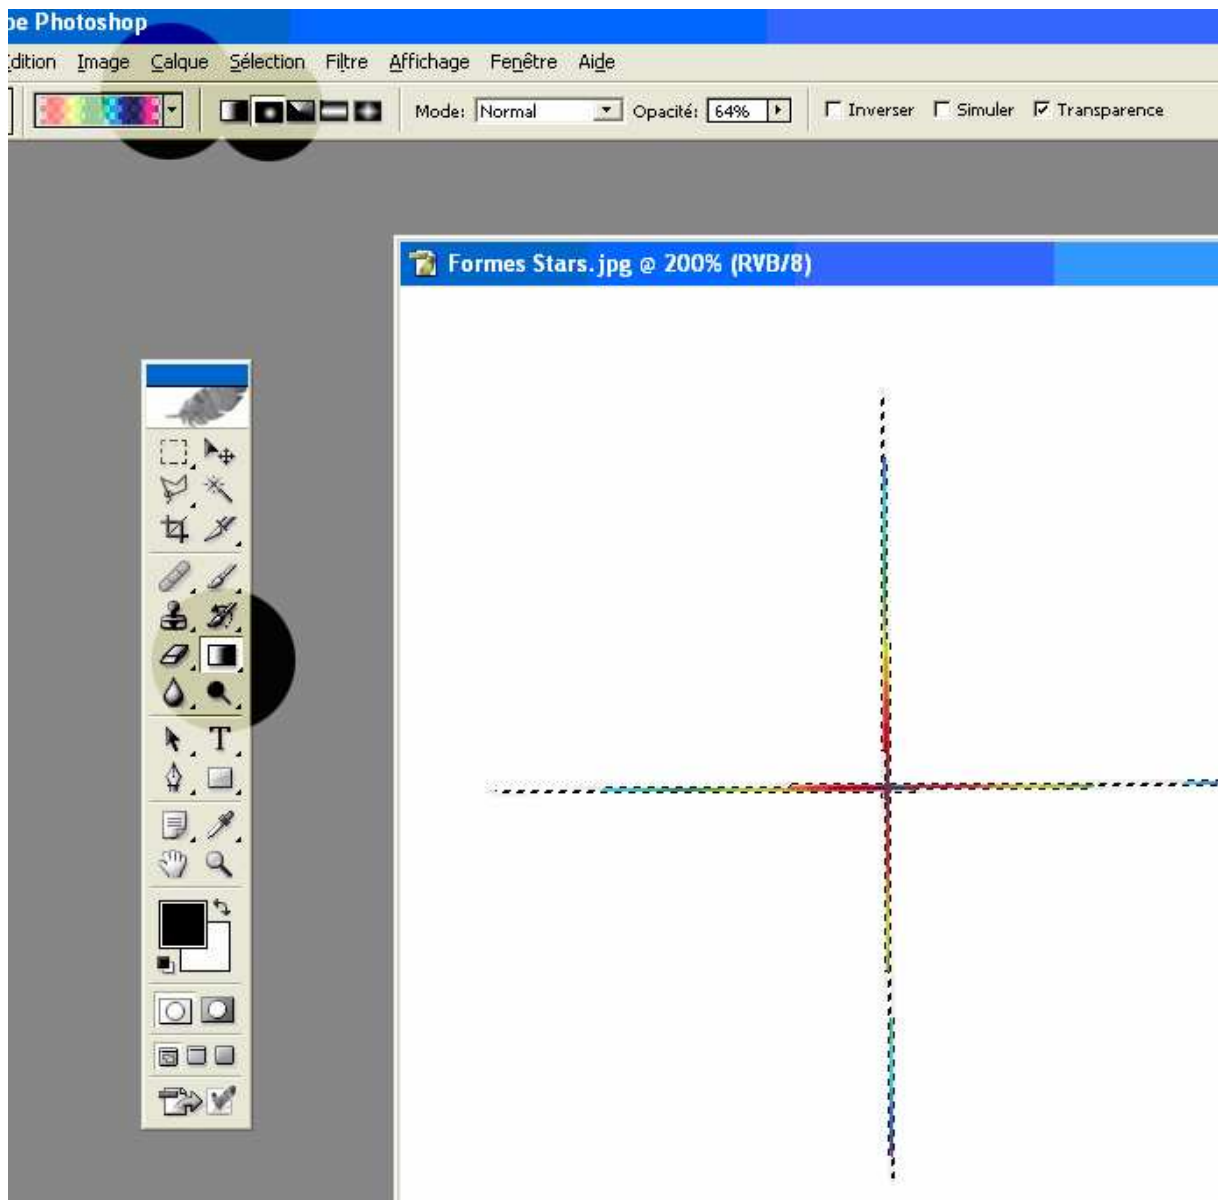 be Photoshop
dition Image Calque Sélection Filtre Affichage Fenêtre Aide
Mode: Normal Opacité: 64% Inverser Simuler Transparence
Formes Stars.jpg @ 200% (RVB/8)
T